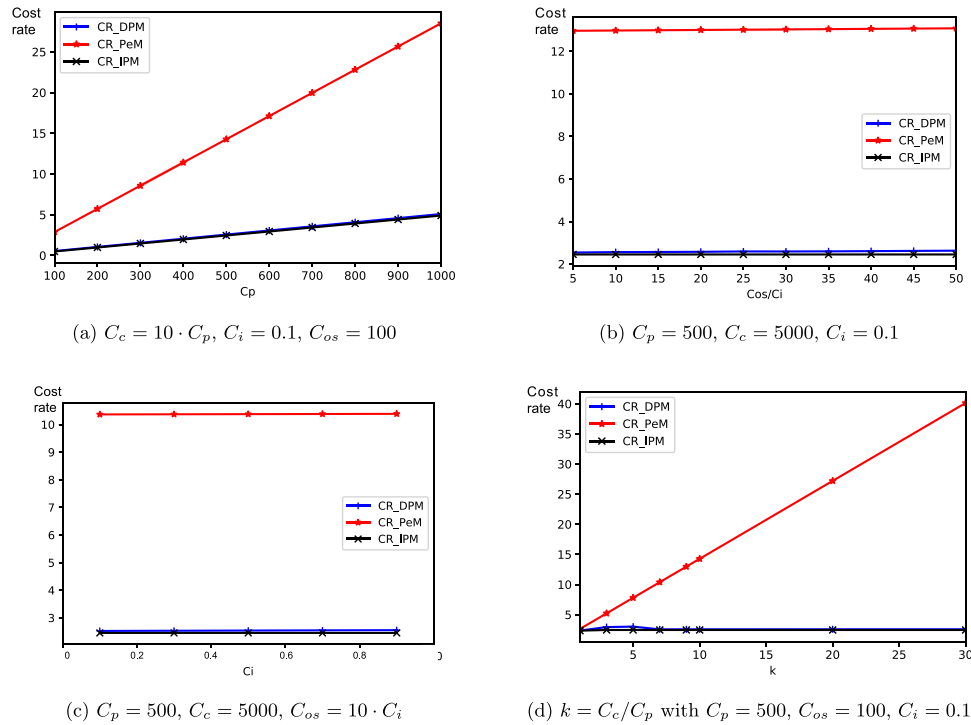 Cost
rate
CR_DPM
CR_PeM
CR_IPM
25
20
15
10
5
0
100 200 300 400 500 600 700 800 900 1000
Cp
(a) C_c = 10 · C_p, C_i = 0.1, C_os = 100
Cost
rate
12
10
8
6
4
2
CR_DPM
CR_PeM
CR_IPM
5 10 15 20 25 30 35 40 45 50
Cos/Ci
(b) C_p = 500, C_c = 5000, C_i = 0.1
Cost
rate
10
9
8
7
6
5
4
3
CR_DPM
CR_PeM
CR_IPM
0 0.2 0.4 0.6 0.8
Ci
(c) C_p = 500, C_c = 5000, C_os = 10 · C_i
Cost
rate
CR_DPM
CR_PeM
CR_IPM
40
35
30
25
20
15
10
5
5 10 15 20 25 30
k
(d) k = C_c/C_p with C_p = 500, C_os = 100, C_i = 0.1